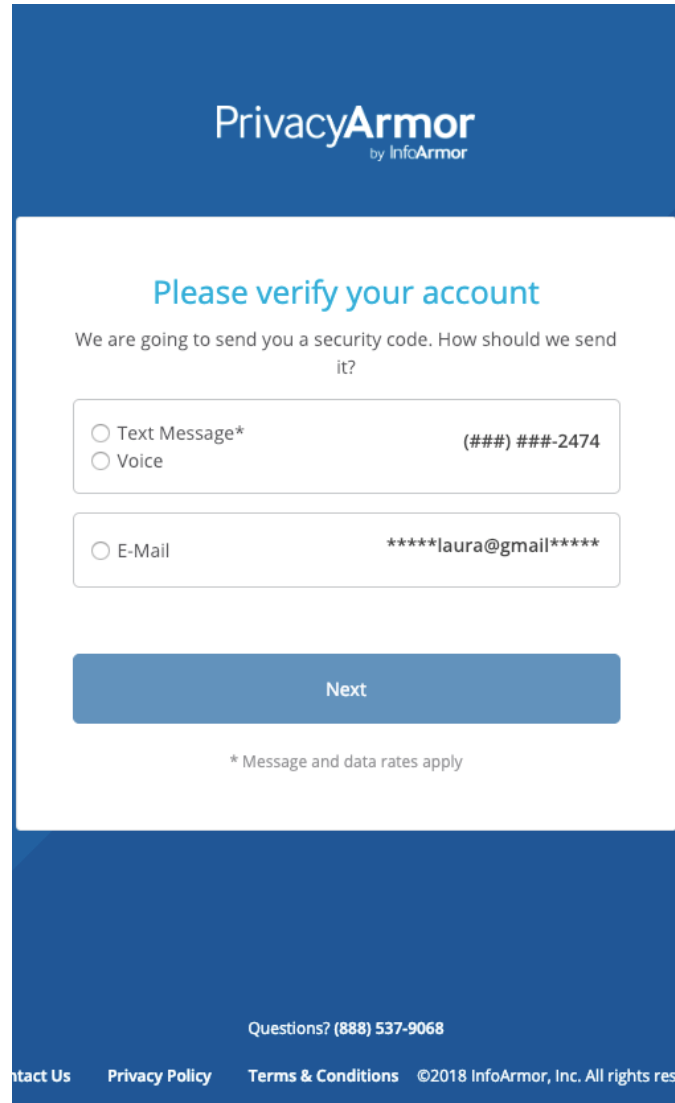 PrivacyArmor
by InfoArmor
Please verify your account
We are going to send you a security code. How should we send
it?
Text Message*
(###) ###-2474
Voice
E-Mail
*****laura@gmail*****
Next
* Message and data rates apply
Questions? (888) 537-9068
ntact Us Privacy Policy Terms & Conditions ©2018 InfoArmor, Inc. All rights res